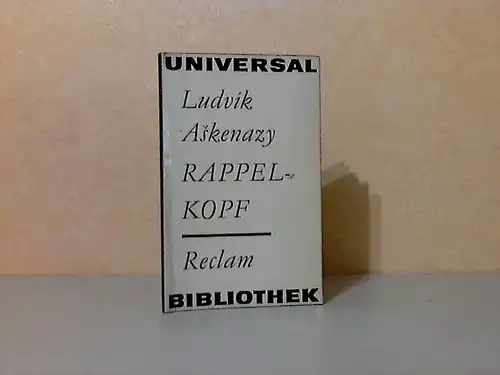 UNIVERSAL
Ludvík
Aškenazy
RAPPEL-
KOPF
Reclam
BIBLIOTHEK